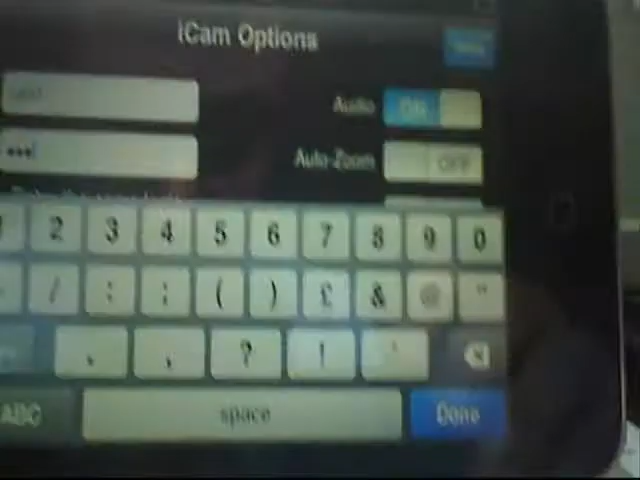 iCam Options
Audio ON
Auto-Zoom OFF
2 3 4 5 6 7 8 9 0
/ : ; ( ) £ & @ "
. , ? ! '
ABC space Done